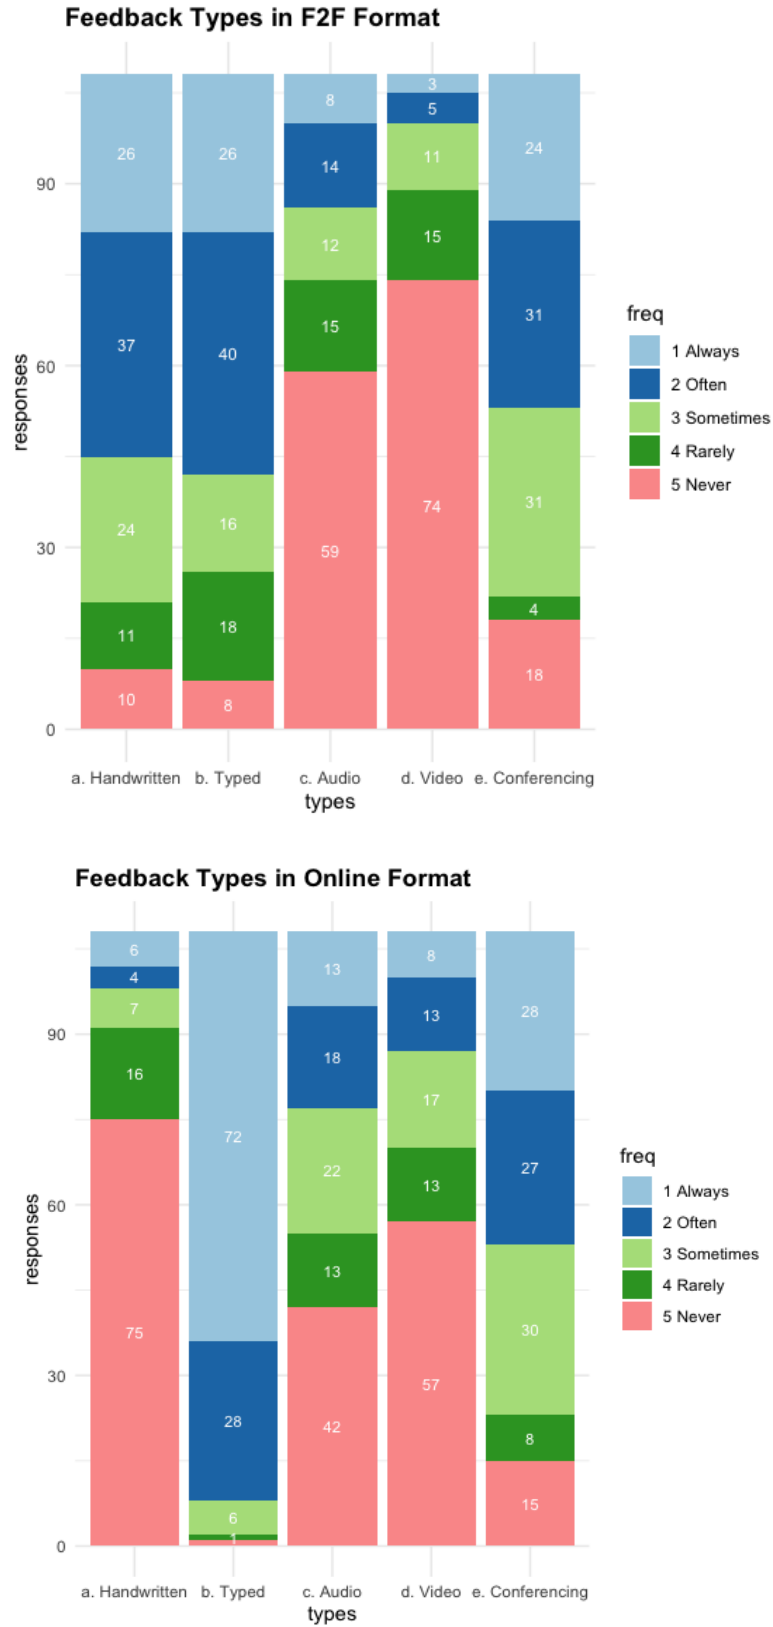 Feedback Types in F2F Format
26 26 8 3 24
5
14 11
90
12 15
37 40 15 31
60
responses
freq
1 Always
2 Often
3 Sometimes
4 Rarely
5 Never
24 16 59 74 31
30
11 18 4
10 8 18
0
a. Handwritten b. Typed c. Audio d. Video e. Conferencing
types
Feedback Types in Online Format
6 72 13 8 28
4
7 18 13
90
16 22 17 27
60
responses
freq
1 Always
2 Often
3 Sometimes
4 Rarely
5 Never
75 28 13 13 30
30
6 42 57 8
1 15
0
a. Handwritten b. Typed c. Audio d. Video e. Conferencing
types